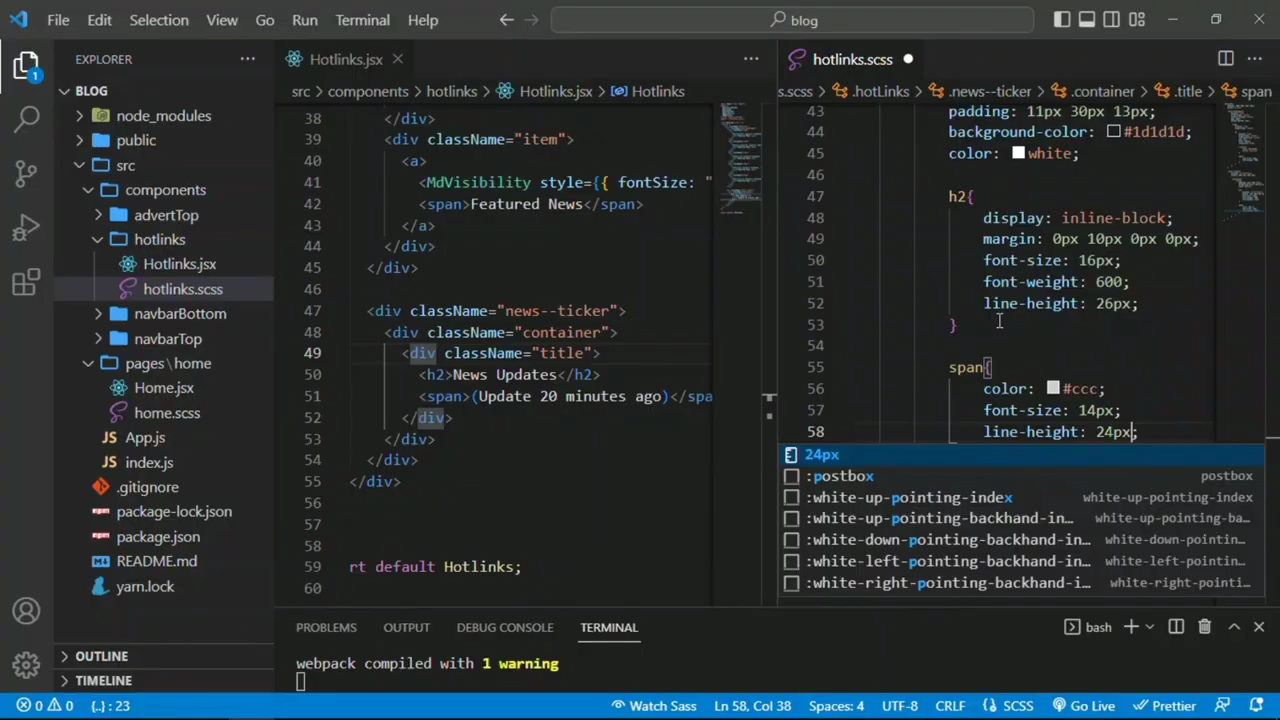 File Edit Selection View Go Run Terminal Help
blog
EXPLORER
1
BLOG
node_modules
public
src
components
advertTop
hotlinks
Hotlinks.jsx
hotlinks.scss
navbarBottom
navbarTop
pages\home
Home.jsx
home.scss
App.js
index.js
.gitignore
package-lock.json
package.json
README.md
yarn.lock
OUTLINE
TIMELINE
Hotlinks.jsx
src > components > hotlinks > Hotlinks.jsx > Hotlinks
38 </div>
39 <div className="item">
40 <a>
41 <MdVisibility style={{ fontSize: "
42 <span>Featured News</span>
43 </a>
44 </div>
45 </div>
46
47 <div className="news--ticker">
48 <div className="container">
49 <div className="title">
50 <h2>News Updates</h2>
51 <span>(Update 20 minutes ago)</spa
52 </div>
53 </div>
54 </div>
55 </div>
56
57
58
59 rt default Hotlinks;
60
hotlinks.scss
s.scss > .hotLinks > .news--ticker > .container > .title > span
43 padding: 11px 30px 13px;
44 background-color: #1d1d1d;
45 color: white;
46
47 h2{
48 display: inline-block;
49 margin: 0px 10px 0px 0px;
50 font-size: 16px;
51 font-weight: 600;
52 line-height: 26px;
53 }
54
55 span{
56 color: #ccc;
57 font-size: 14px;
58 line-height: 24px;
24px
:postbox postbox
:white-up-pointing-index white-up-pointing-index
:white-up-pointing-backhand-in… white-up-pointing-ba…
:white-down-pointing-backhand-in… white-down-pointin…
:white-left-pointing-backhand-in… white-left-pointin…
:white-right-pointing-backhand-i… white-right-pointi…
PROBLEMS OUTPUT DEBUG CONSOLE TERMINAL
bash
webpack compiled with 1 warning
0 0 {..} : 23 Watch Sass Ln 58, Col 38 Spaces: 4 UTF-8 CRLF SCSS Go Live Prettier